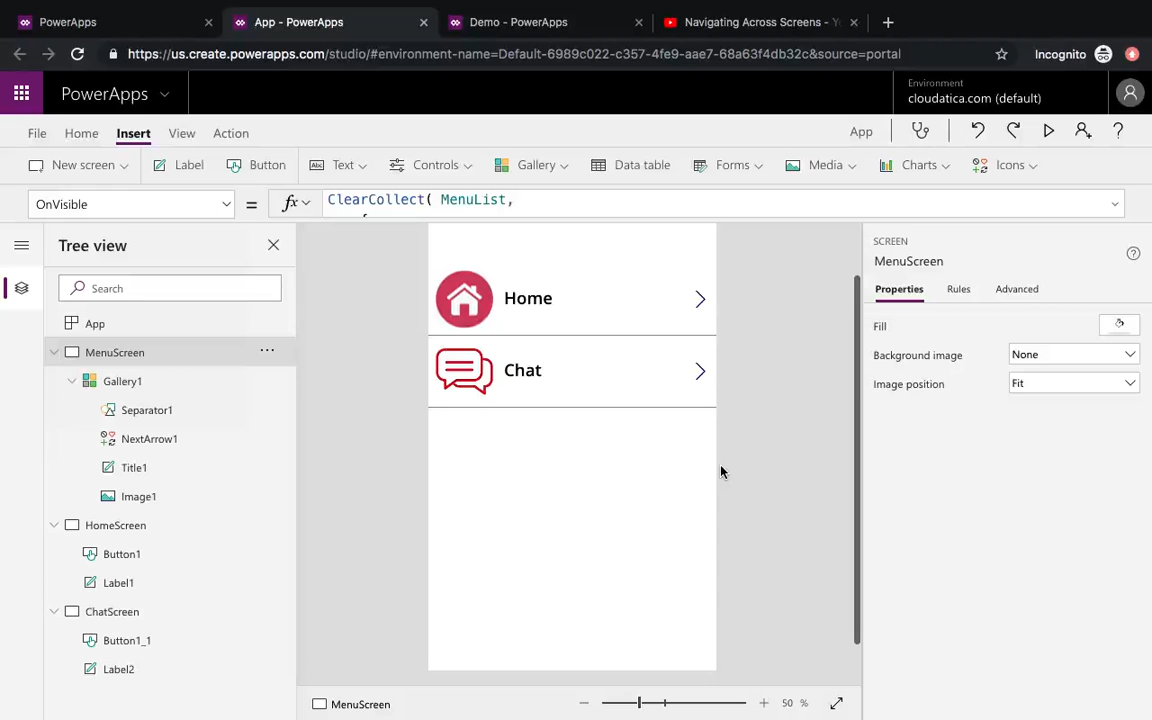 PowerApps
App - PowerApps
Demo - PowerApps
Navigating Across Screens - Y
https://us.create.powerapps.com/studio/#environment-name=Default-6989c022-c357-4fe9-aae7-68a63f4db32c&source=portal
Incognito
PowerApps
Environment
cloudatica.com (default)
File
Home
Insert
View
Action
App
New screen
Label
Button
Text
Controls
Gallery
Data table
Forms
Media
Charts
Icons
OnVisible
=
fx
ClearCollect( MenuList,
{
Tree view
Search
App
MenuScreen
Gallery1
Separator1
NextArrow1
Title1
Image1
HomeScreen
Button1
Label1
ChatScreen
Button1_1
Label2
Home
Chat
MenuScreen
50 %
SCREEN
MenuScreen
Properties
Rules
Advanced
Fill
Background image
None
Image position
Fit